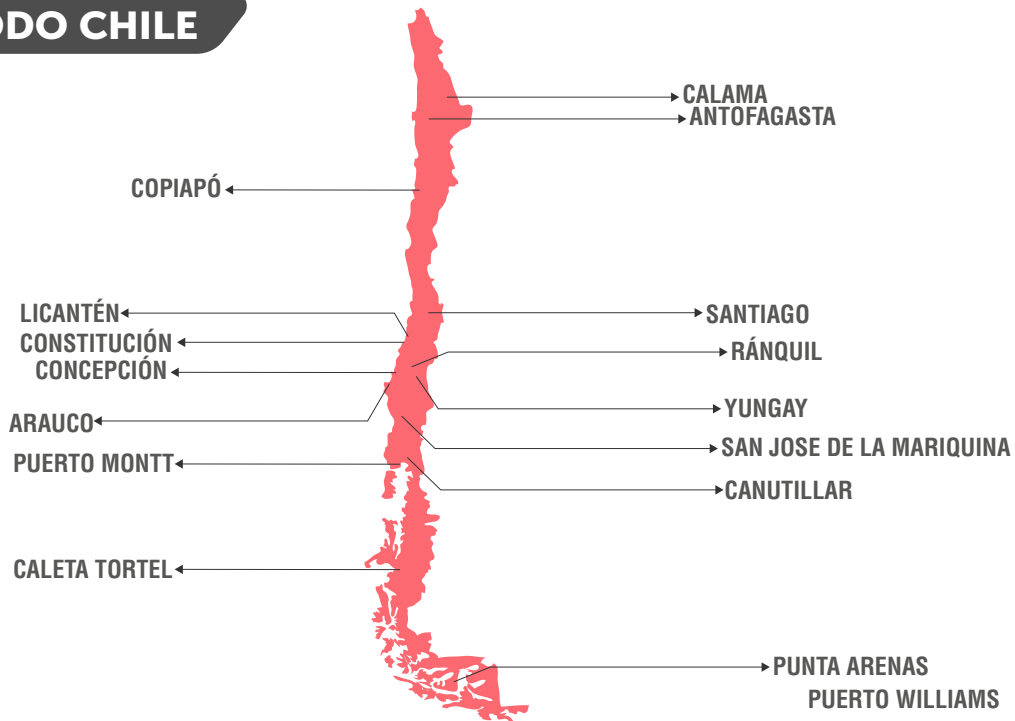 ODO CHILE
CALAMA
ANTOFAGASTA
COPIAPÓ
LICANTÉN
SANTIAGO
CONSTITUCIÓN
RÁNQUIL
CONCEPCIÓN
YUNGAY
ARAUCO
SAN JOSE DE LA MARIQUINA
PUERTO MONTT
CANUTILLAR
CALETA TORTEL
PUNTA ARENAS
PUERTO WILLIAMS